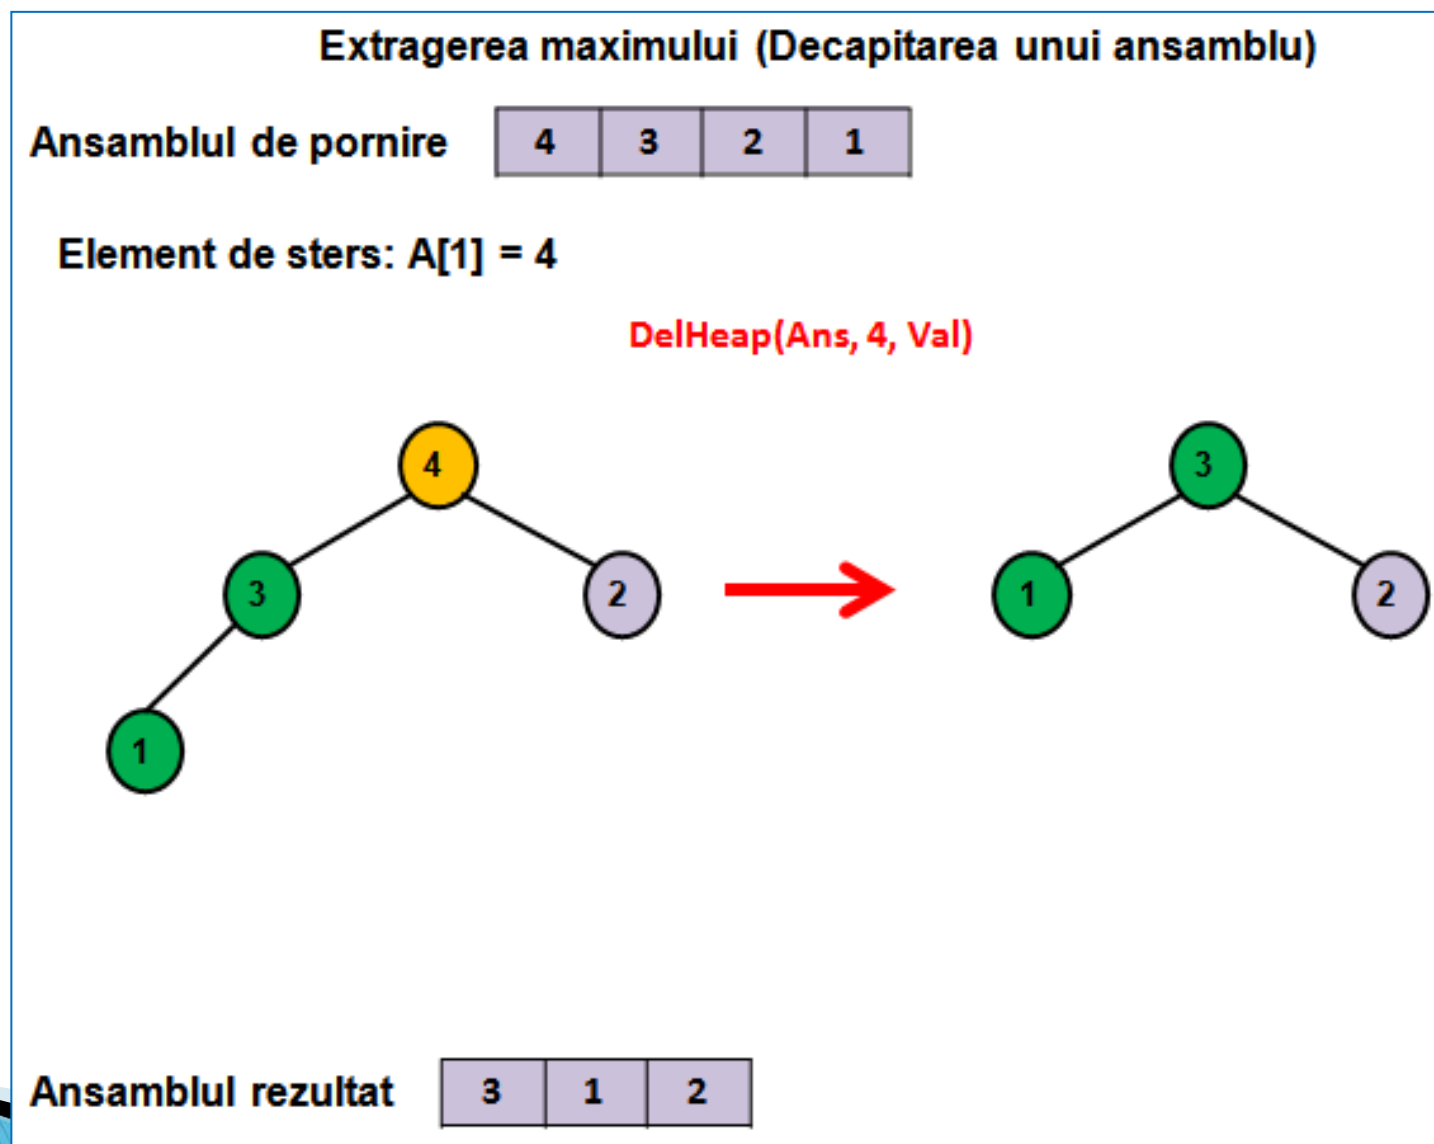 Extragerea maximului (Decapitarea unui ansamblu)
Ansamblul de pornire 4 3 2 1
Element de sters: A[1] = 4
DelHeap(Ans, 4, Val)
4 3
3 2 1 2
1
Ansamblul rezultat 3 1 2